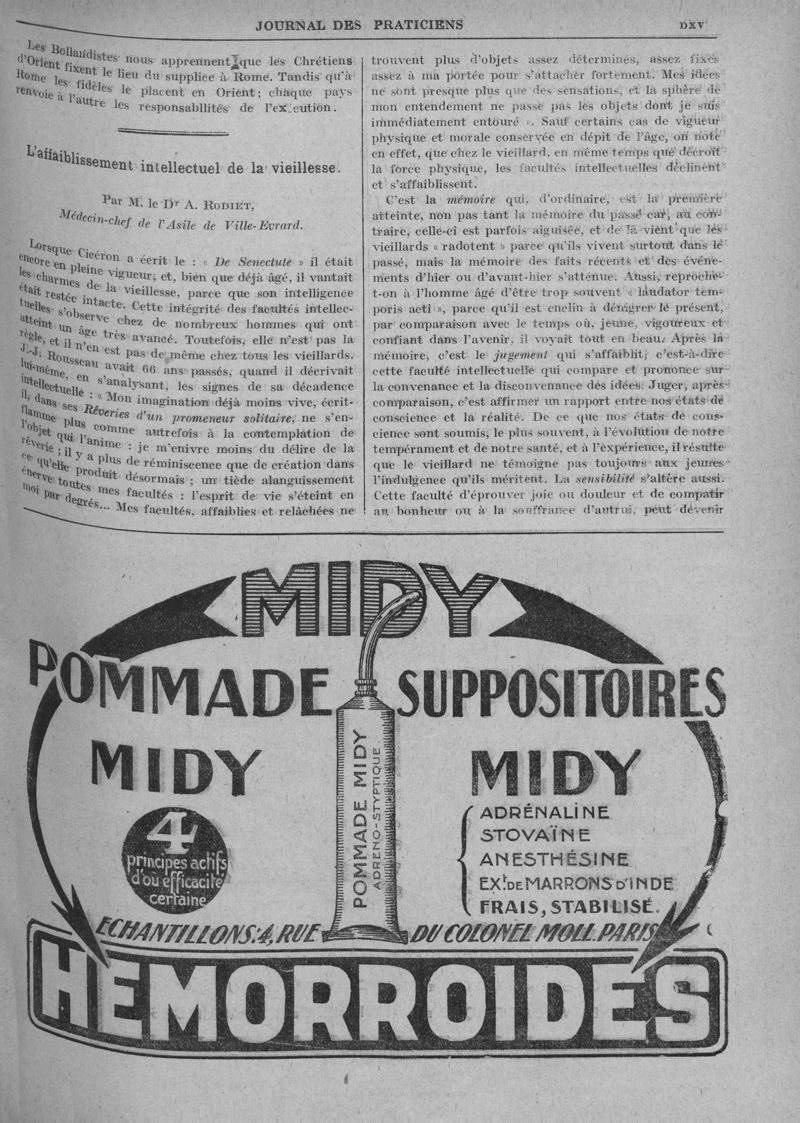 JOURNAL DES PRATICIENS
DXV
Les Bollandistes nous apprennent que les Chrétiens
d'Orient fixent le lieu du supplice à Rome. Tandis qu'à
Rome les fidèles le placent en Orient; chaque pays
renvoie à l'autre les responsabilités de l'exécution.
L'affaiblissement intellectuel de la vieillesse.
Par M. le Dr A. RODIET,
Médecin-chef de l'Asile de Ville-Evrard.
Lorsque Cicéron a écrit le : « De Senectute » il était
encore en pleine vigueur, et, bien que déjà âgé, il vantait
les charmes de la vieillesse, parce que son intelligence
était restée intacte. Cette intégrité des facultés intellec-
tuelles s'observe chez de nombreux hommes qui ont
atteint un âge très avancé. Toutefois, elle n'est pas la
règle, et il n'en est pas de même chez tous les vieillards.
J.-J. Rousseau avait 66 ans passés, quand il décrivait
lui-même, en s'analysant, les signes de sa décadence
intellectuelle : « Mon imagination déjà moins vive, écrit-
il, dans ses Rêveries d'un promeneur solitaire, ne s'en-
flamme plus comme autrefois à la contemplation de
l'objet qui l'anime : je m'enivre moins du délire de la
rêverie ; il y a plus de réminiscence que de création dans
ce qu'elle produit désormais ; un tiède alanguissement
énerve toutes mes facultés : l'esprit de vie s'éteint en
moi par degrés... Mes facultés, affaiblies et relâchées ne
trouvent plus d'objets assez déterminés, assez fixés
assez à ma portée pour s'attacher fortement. Mes idées
ne sont presque plus que des sensations, et la sphère de
mon entendement ne passe pas les objets dont je suis
immédiatement entouré ». Sauf certains cas de vigueur
physique et morale conservée en dépit de l'âge, on note
en effet, que chez le vieillard, en même temps que décroît
la force physique, les facultés intellectuelles déclinent
et s'affaiblissent.
C'est la mémoire qui, d'ordinaire, est la première
atteinte, non pas tant la mémoire du passé car, au con-
traire, celle-ci est parfois aiguisée, et de là vient que les
vieillards « radotent » parce qu'ils vivent surtout dans le
passé, mais la mémoire des faits récents et des événe-
ments d'hier ou d'avant-hier s'atténue. Aussi, reproche-
t-on à l'homme âgé d'être trop souvent « laudator tem-
poris acti », parce qu'il est enclin à dénigrer le présent,
par comparaison avec le temps où, jeune, vigoureux et
confiant dans l'avenir, il voyait tout en beau. Après la
mémoire, c'est le jugement qui s'affaiblit, c'est-à-dire
cette faculté intellectuelle qui compare et prononce sur
la convenance et la disconvenance des idées. Juger, après
comparaison, c'est affirmer un rapport entre nos états de
conscience et la réalité. De ce que nos états de cons-
cience sont soumis, le plus souvent, à l'évolution de notre
tempérament et de notre santé, et à l'expérience, il résulte
que le vieillard ne témoigne pas toujours aux jeunes
l'indulgence qu'ils méritent. La sensibilité s'altère aussi.
Cette faculté d'éprouver joie ou douleur et de compatir
au bonheur ou à la souffrance d'autrui, peut devenir
MIDY
POMMADE
MIDY
4
principes actifs
d'où efficacité
certaine
POMMADE MIDY
ADRENO-STYPTIQUE
SUPPOSITOIRES
MIDY
ADRÉNALINE
STOVAÏNE
ANESTHÉSINE
EXt. DE MARRONS D'INDE
FRAIS, STABILISÉ.
ECHANTILLONS: 4, RUE DU COLONEL MOLL PARIS
HEMORROIDES